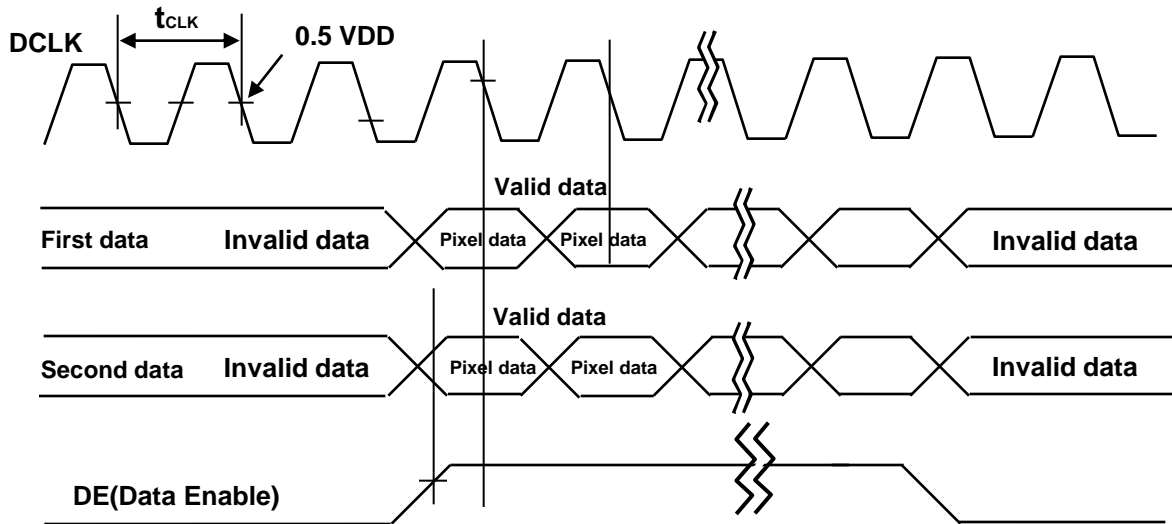 tCLK
0.5 VDD
DCLK
Valid data
First data Invalid data Pixel data Pixel data Invalid data
Valid data
Second data Invalid data Pixel data Pixel data Invalid data
DE(Data Enable)